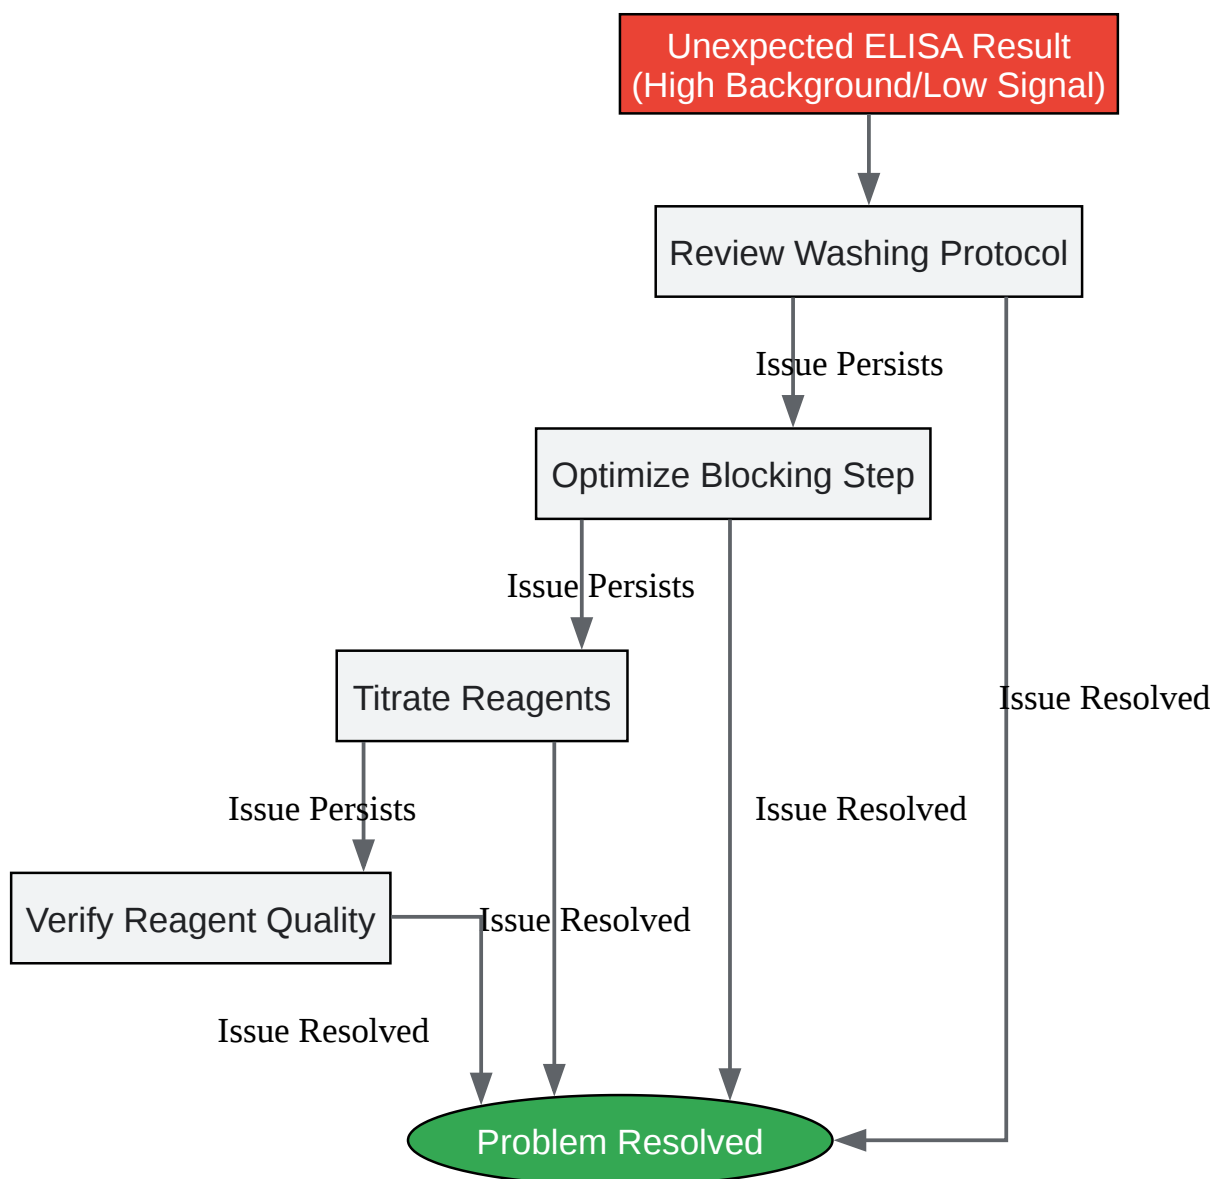 Unexpected ELISA Result
(High Background/Low Signal)
Review Washing Protocol
Issue Persists
Optimize Blocking Step
Issue Persists
Titrate Reagents
Issue Resolved
Issue Persists
Issue Resolved
Verify Reagent Quality
Issue Resolved
Issue Resolved
Problem Resolved